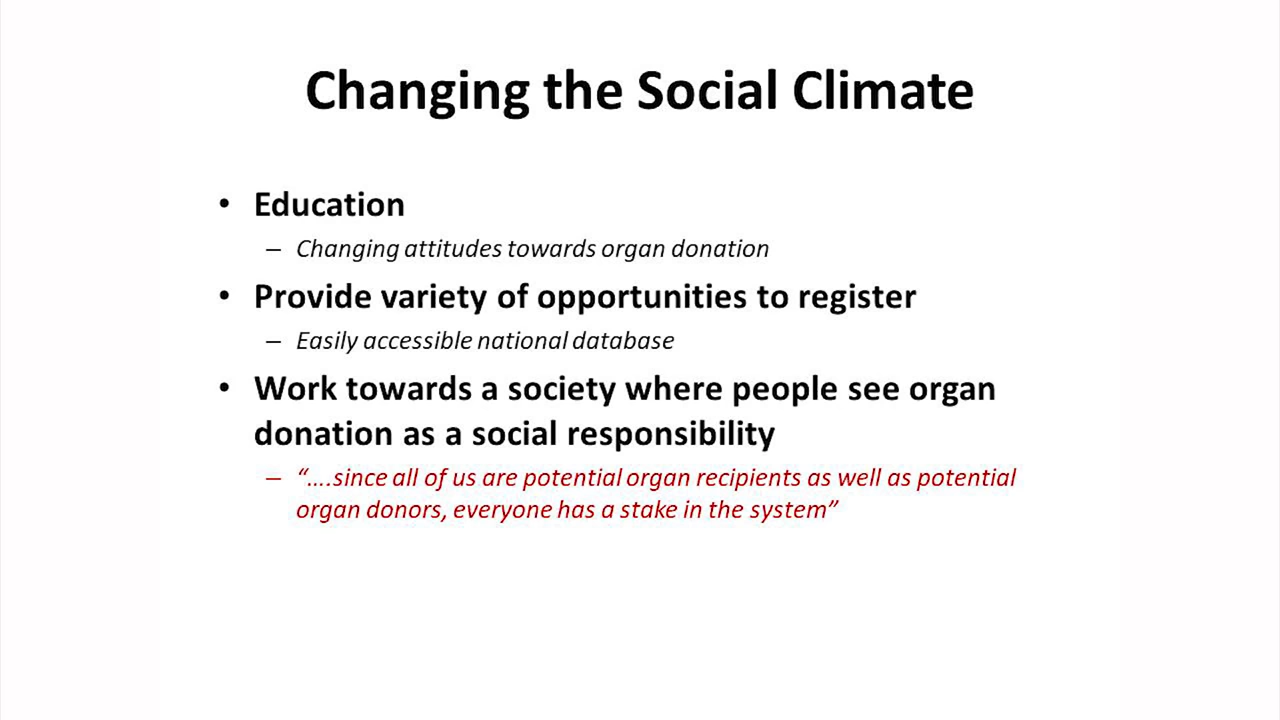 Changing the Social Climate
• Education
– Changing attitudes towards organ donation
• Provide variety of opportunities to register
– Easily accessible national database
• Work towards a society where people see organ
donation as a social responsibility
– “….since all of us are potential organ recipients as well as potential
organ donors, everyone has a stake in the system”